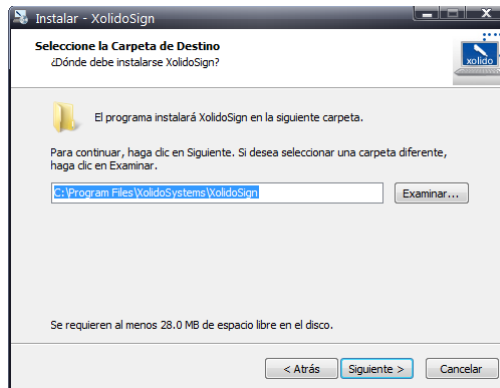 Instalar - XolidoSign
Seleccione la Carpeta de Destino
¿Dónde debe instalarse XolidoSign?
xolido
El programa instalará XolidoSign en la siguiente carpeta.
Para continuar, haga clic en Siguiente. Si desea seleccionar una carpeta diferente,
haga clic en Examinar.
C:\Program Files\XolidoSystems\XolidoSign
Examinar...
Se requieren al menos 28.0 MB de espacio libre en el disco.
< Atrás
Siguiente >
Cancelar